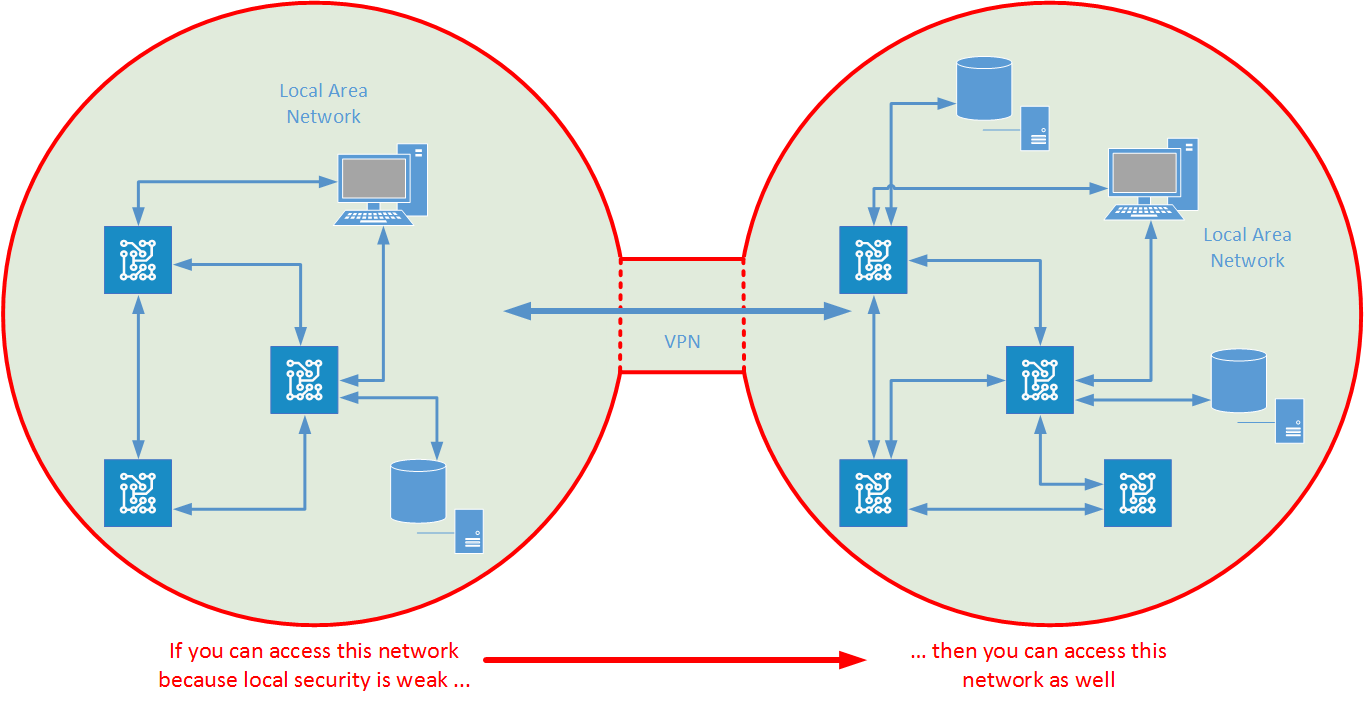 Local Area
Network
Local Area
Network
VPN
If you can access this network
because local security is weak ...
... then you can access this
network as well